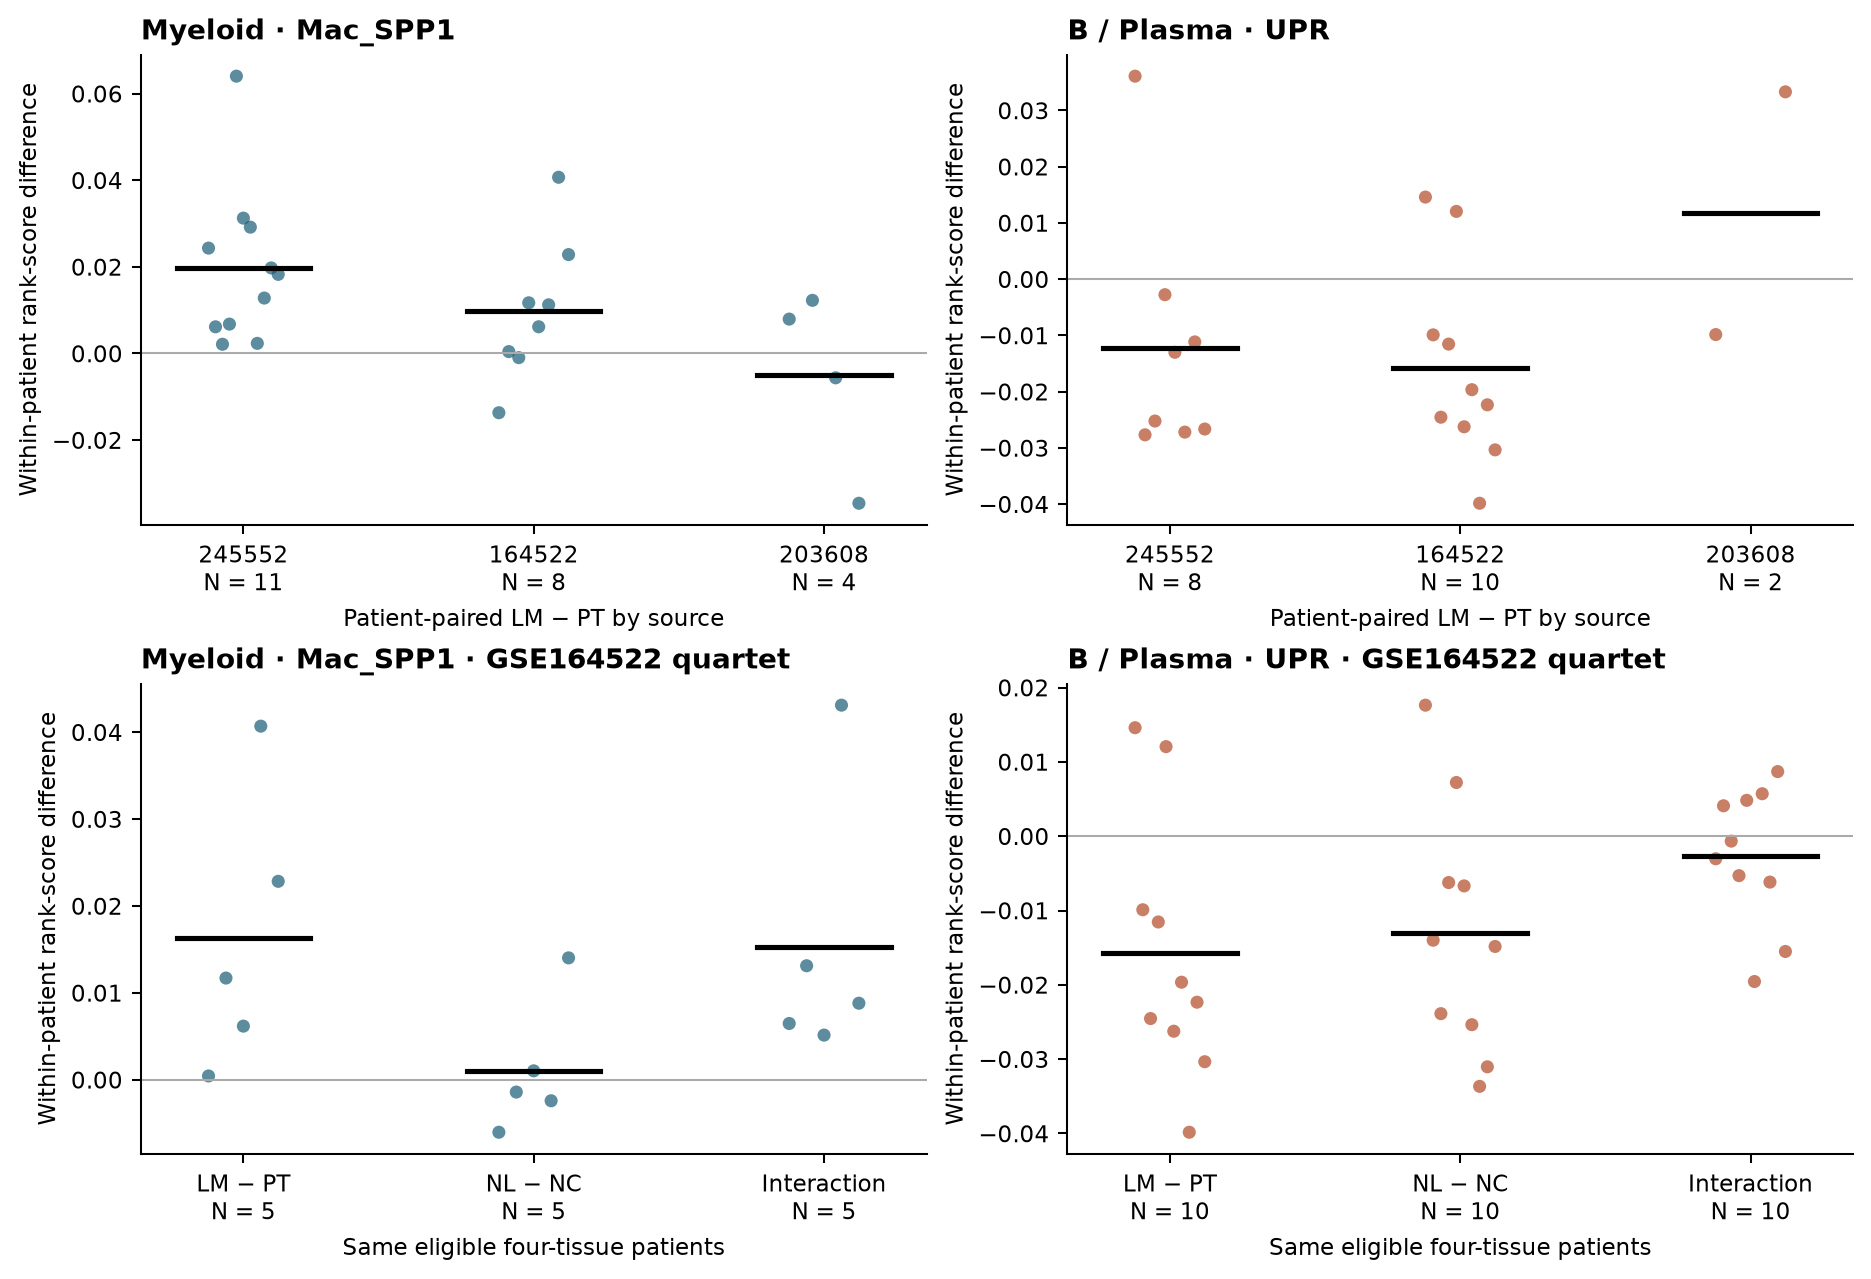 Myeloid · Mac_SPP1
Within-patient rank-score difference
0.06
0.04
0.02
0.00
−0.02
245552
N = 11
164522
N = 8
203608
N = 4
Patient-paired LM − PT by source
B / Plasma · UPR
Within-patient rank-score difference
0.03
0.02
0.01
0.00
−0.01
−0.02
−0.03
−0.04
245552
N = 8
164522
N = 10
203608
N = 2
Patient-paired LM − PT by source
Myeloid · Mac_SPP1 · GSE164522 quartet
Within-patient rank-score difference
0.04
0.03
0.02
0.01
0.00
LM − PT
N = 5
NL − NC
N = 5
Interaction
N = 5
Same eligible four-tissue patients
B / Plasma · UPR · GSE164522 quartet
Within-patient rank-score difference
0.02
0.01
0.00
−0.01
−0.02
−0.03
−0.04
LM − PT
N = 10
NL − NC
N = 10
Interaction
N = 10
Same eligible four-tissue patients